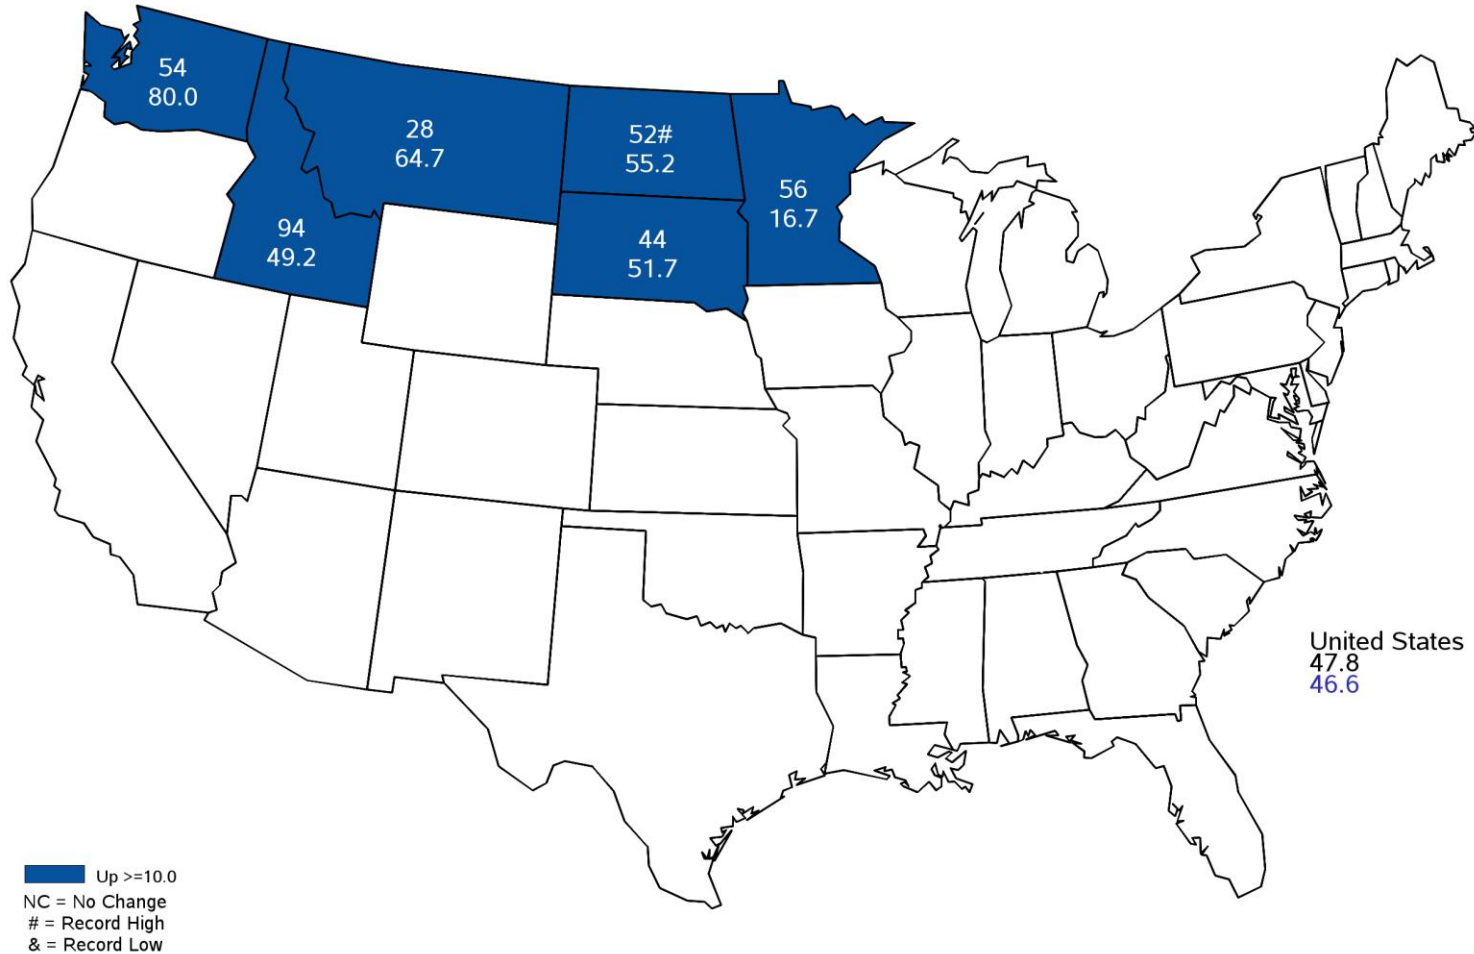 54
80.0
28
64.7
52#
55.2
56
16.7
94
49.2
44
51.7
United States
47.8
46.6
Up >=10.0
NC = No Change
# = Record High
& = Record Low